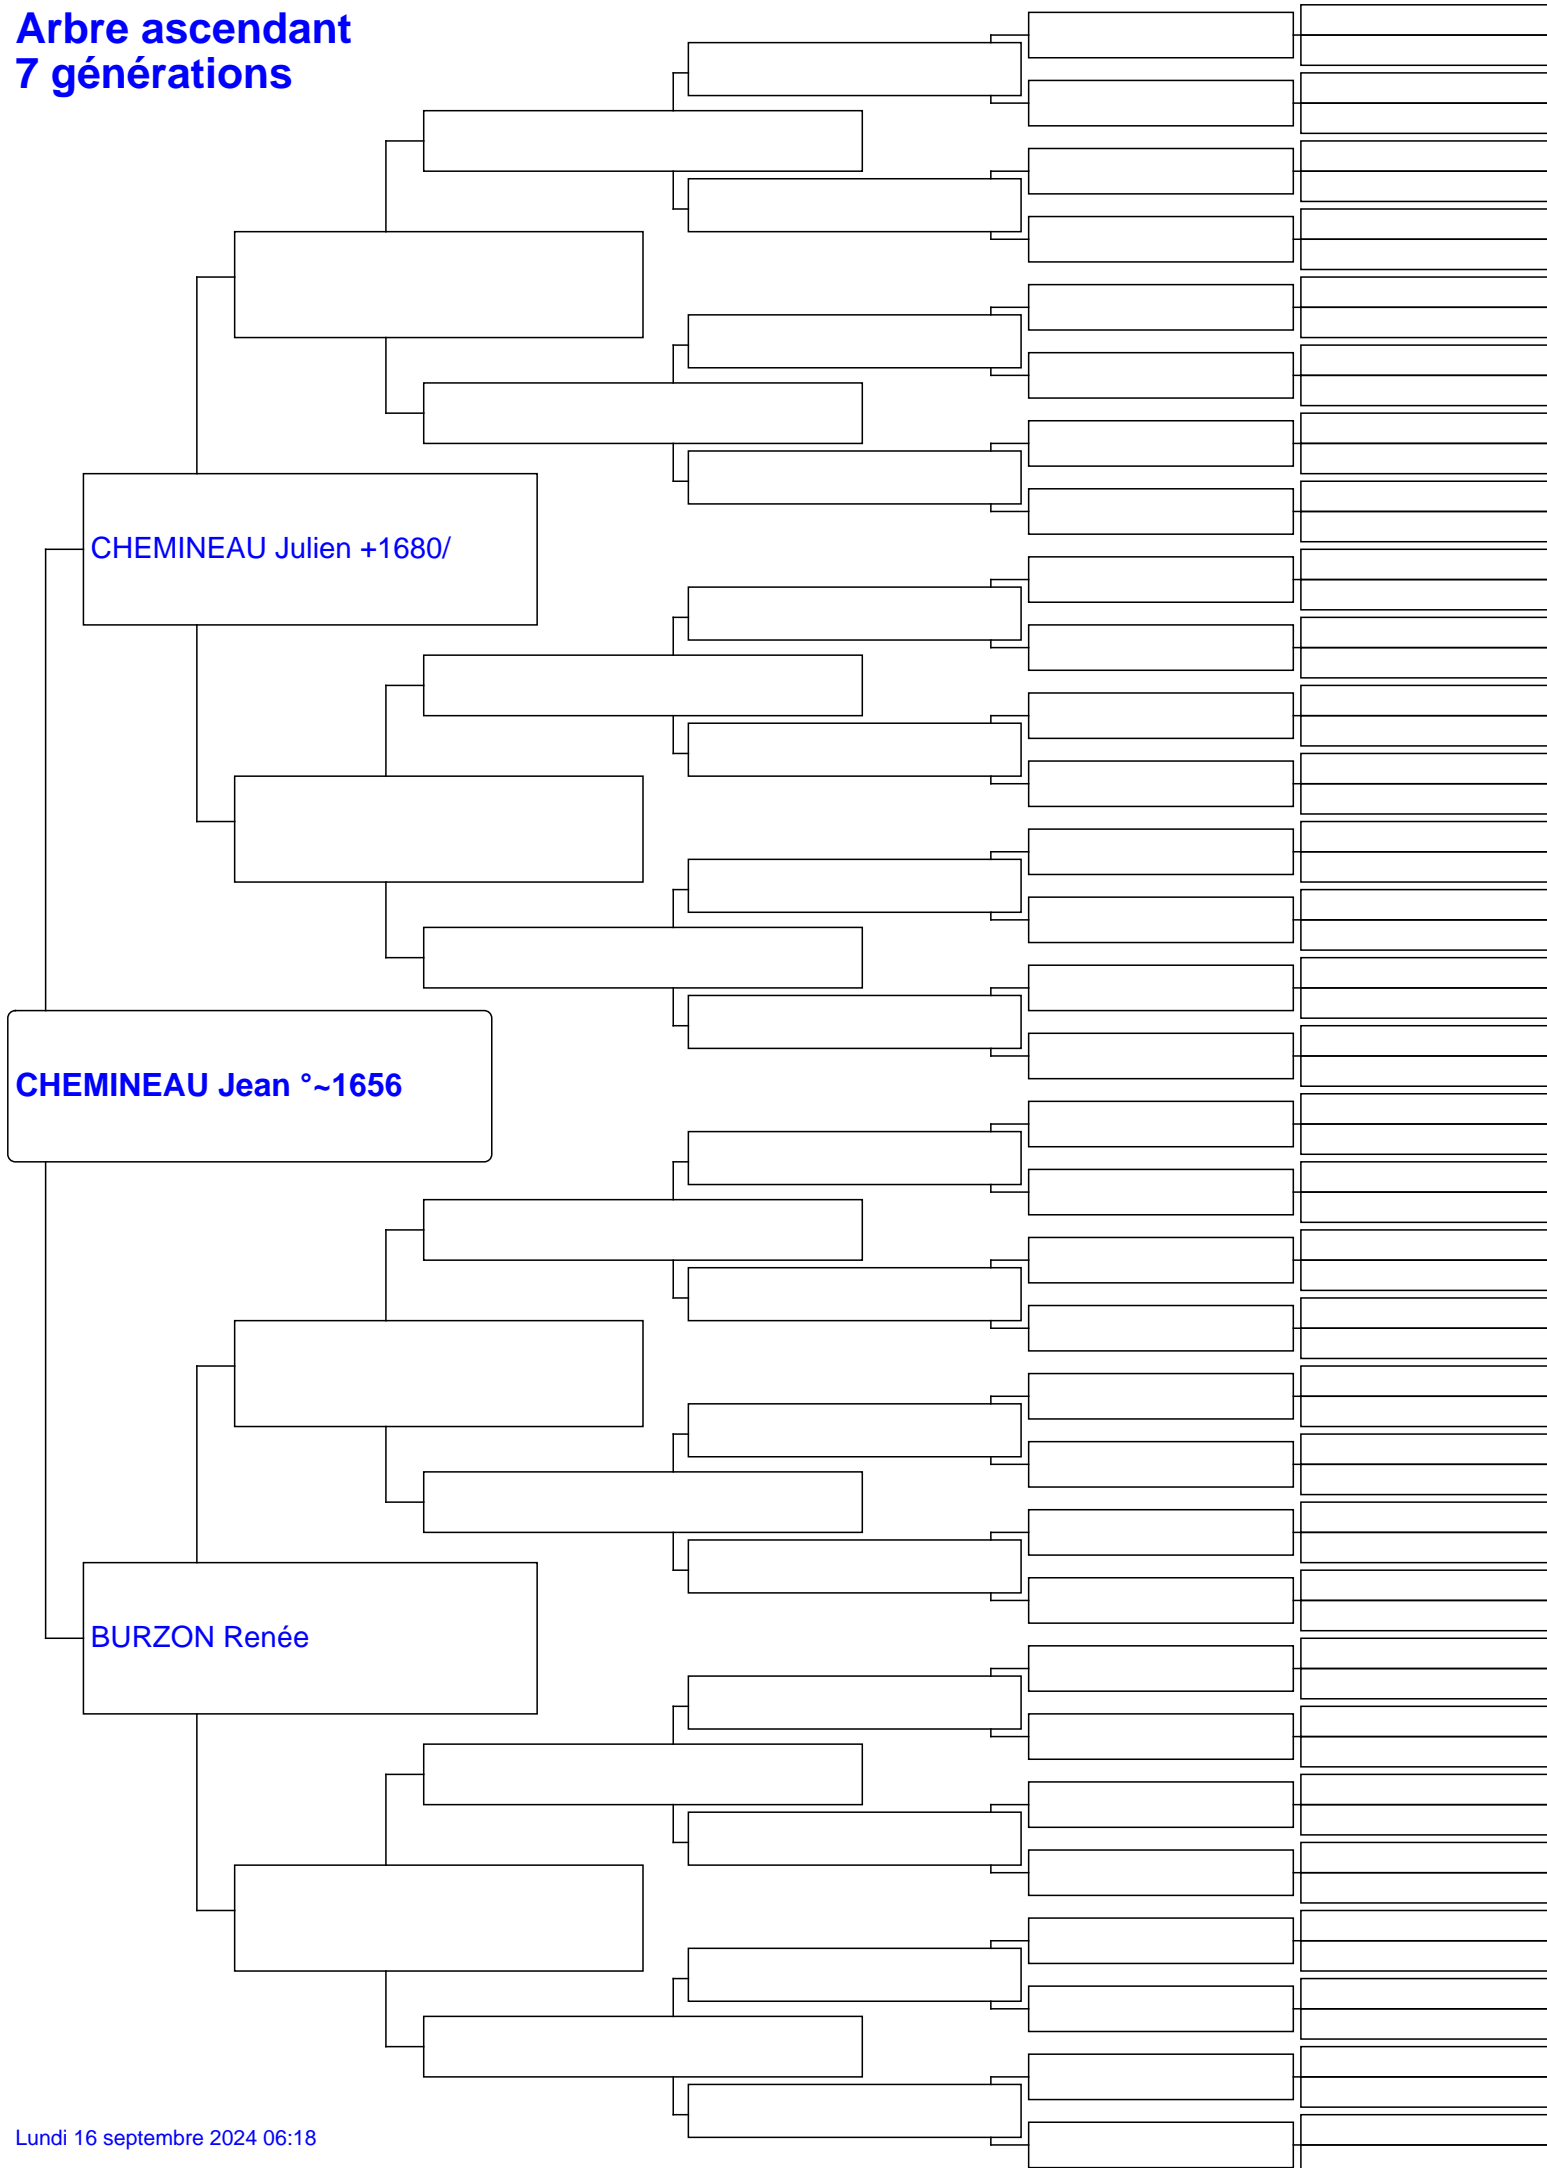 Arbre ascendant
7 générations
CHEMINEAU Julien +1680/
CHEMINEAU Jean °~1656
BURZON Renée
Lundi 16 septembre 2024 06:18